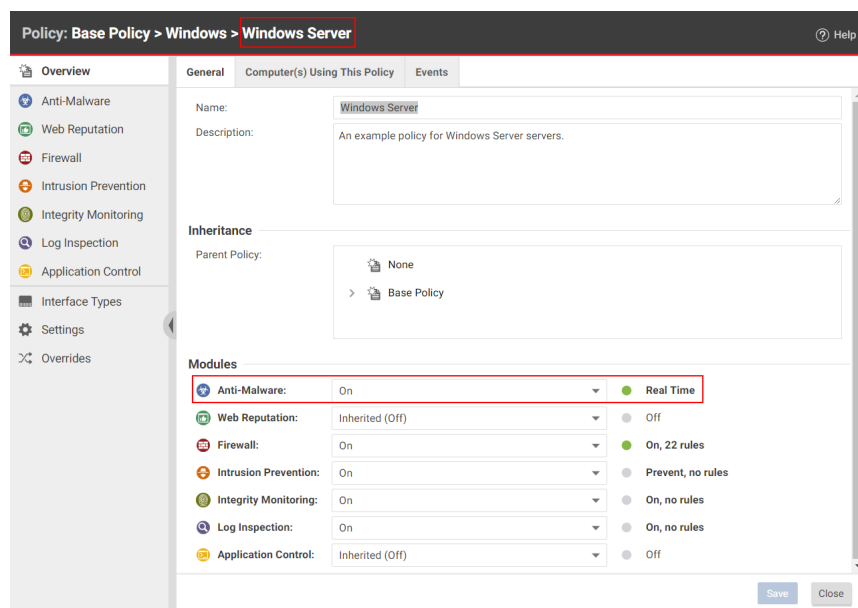 Policy: Base Policy > Windows > Windows Server
Help
Overview
Anti-Malware
Web Reputation
Firewall
Intrusion Prevention
Integrity Monitoring
Log Inspection
Application Control
Interface Types
Settings
Overrides
General Computer(s) Using This Policy Events
Name: Windows Server
Description: An example policy for Windows Server servers.
Inheritance
Parent Policy:
None
Base Policy
Modules
Anti-Malware: On Real Time
Web Reputation: Inherited (Off) Off
Firewall: On On, 22 rules
Intrusion Prevention: On Prevent, no rules
Integrity Monitoring: On On, no rules
Log Inspection: On On, no rules
Application Control: Inherited (Off) Off
Save Close